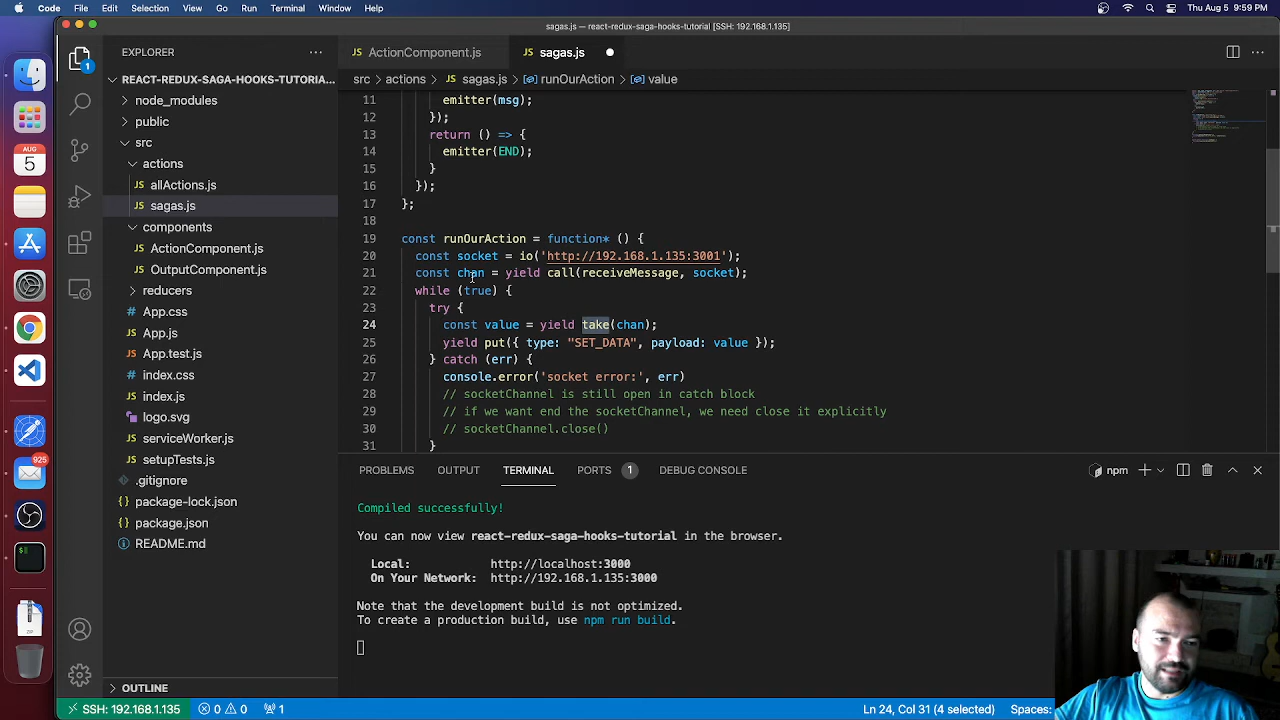 Code File Edit Selection View Go Run Terminal Window Help Thu Aug 5 9:59 PM
sagas.js — react-redux-saga-hooks-tutorial [SSH: 192.168.1.135]
EXPLORER
REACT-REDUX-SAGA-HOOKS-TUTORIA...
node_modules
public
src
actions
allActions.js
sagas.js
components
ActionComponent.js
OutputComponent.js
reducers
App.css
App.js
App.test.js
index.css
index.js
logo.svg
serviceWorker.js
setupTests.js
.gitignore
package-lock.json
package.json
README.md
OUTLINE
1
AUG
5
925
ZIP
ActionComponent.js sagas.js
src > actions > sagas.js > runOurAction > value
11 emitter(msg);
12 });
13 return () => {
14 emitter(END);
15 }
16 });
17 };
18
19 const runOurAction = function* () {
20 const socket = io('http://192.168.1.135:3001');
21 const chan = yield call(receiveMessage, socket);
22 while (true) {
23 try {
24 const value = yield take(chan);
25 yield put({ type: "SET_DATA", payload: value });
26 } catch (err) {
27 console.error('socket error:', err)
28 // socketChannel is still open in catch block
29 // if we want end the socketChannel, we need close it explicitly
30 // socketChannel.close()
31 }
PROBLEMS OUTPUT TERMINAL PORTS 1 DEBUG CONSOLE npm
Compiled successfully!
You can now view react-redux-saga-hooks-tutorial in the browser.
Local: http://localhost:3000
On Your Network: http://192.168.1.135:3000
Note that the development build is not optimized.
To create a production build, use npm run build.
SSH: 192.168.1.135 0 0 1 Ln 24, Col 31 (4 selected) Spaces: